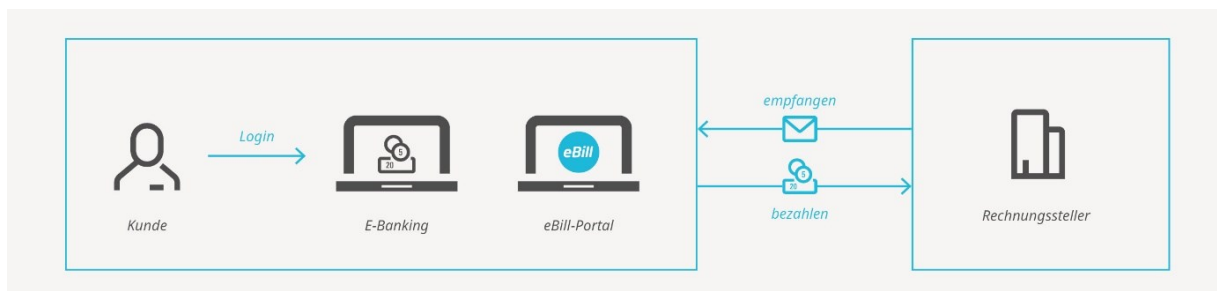 Login
20
5
eBill
Kunde
E-Banking
eBill-Portal
empfangen
20
5
bezahlen
Rechnungssteller